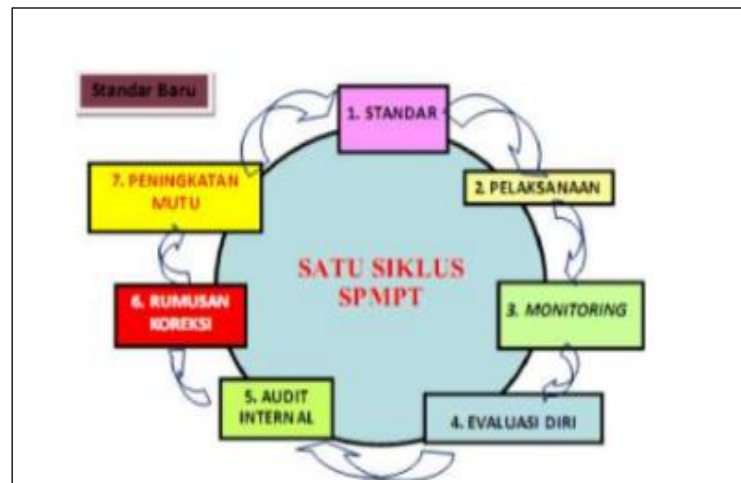 Standar Baru
1. STANDAR
2. PELAKSANAAN
3. MONITORING
4. EVALUASI DIRI
5. AUDIT
INTERNAL
6. RUMUSAN
KOREKSI
7. PENINGKATAN
MUTU
SATU SIKLUS
SPMPT